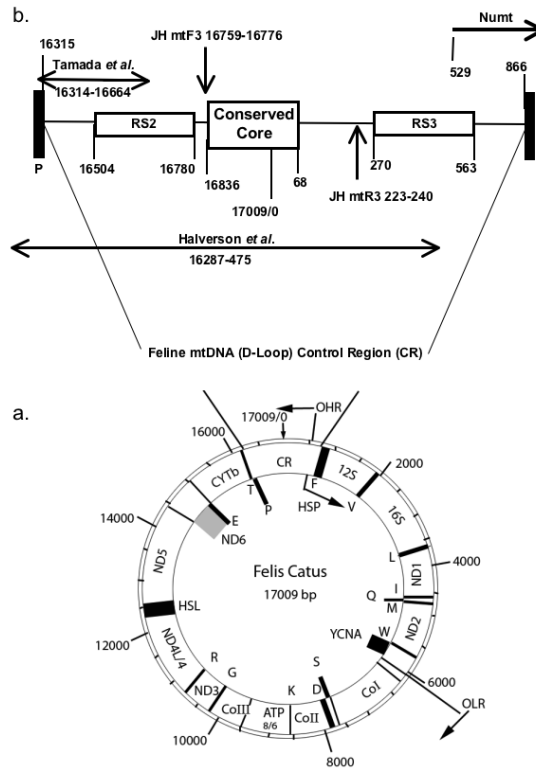 b.
Numt
16315
JH mtF3 16759-16776
529
866
Tamada et al.
16314-16664
RS2
Conserved
Core
RS3
P
16504
16780
16836
68
270
563
17009/0
JH mtR3 223-240
Halverson et al.
16287-475
Feline mtDNA (D-Loop) Control Region (CR)
a.
17009/0
OHR
16000
2000
CYTb
CR
12S
T
P
F
HSP
V
16S
14000
E
ND6
ND5
L
4000
Felis Catus
17009 bp
ND1
I
Q
M
HSL
W
ND2
YCNA
12000
ND4L/4
R
G
S
6000
ND3
K
D
CoI
OLR
CoIII
ATP
8/6
CoII
10000
8000